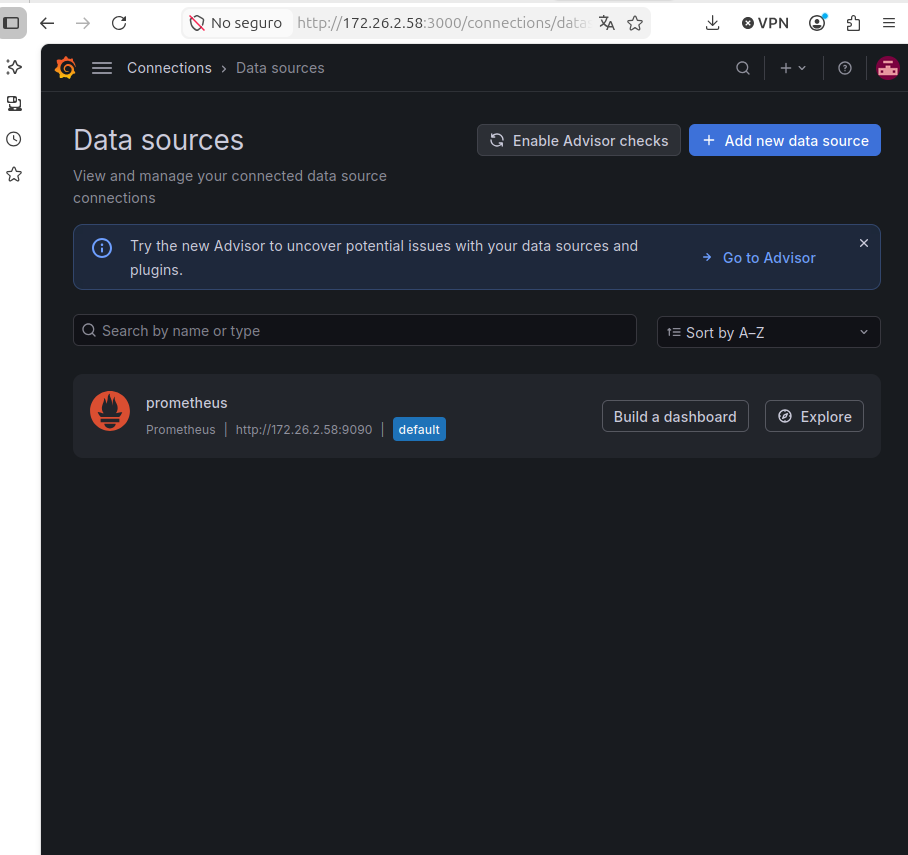 No seguro
http://172.26.2.58:3000/connections/data
VPN
Connections › Data sources
Data sources
Enable Advisor checks
+ Add new data source
View and manage your connected data source
connections
Try the new Advisor to uncover potential issues with your data sources and
plugins.
Go to Advisor
Search by name or type
Sort by A–Z
prometheus
Prometheus | http://172.26.2.58:9090 | default
Build a dashboard
Explore